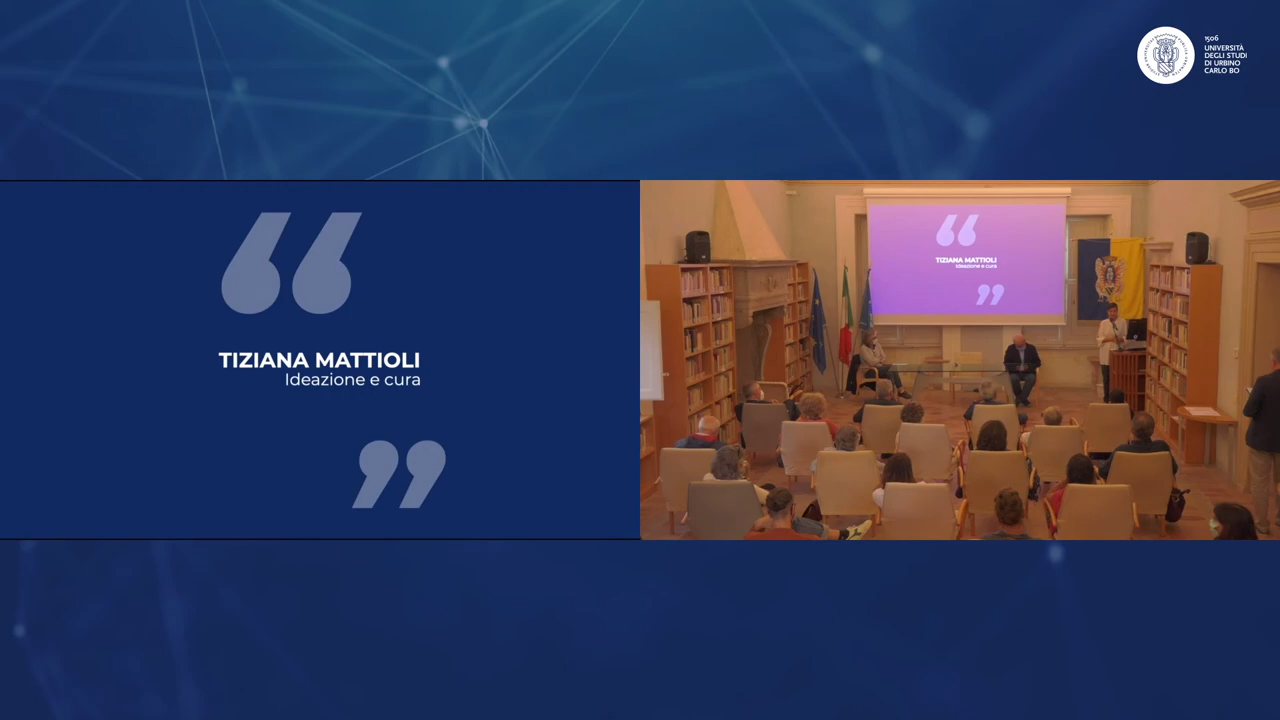 1506
UNIVERSITÀ
DEGLI STUDI
DI URBINO
CARLO BO
“
TIZIANA MATTIOLI
Ideazione e cura
”
“
TIZIANA MATTIOLI
Ideazione e cura
”